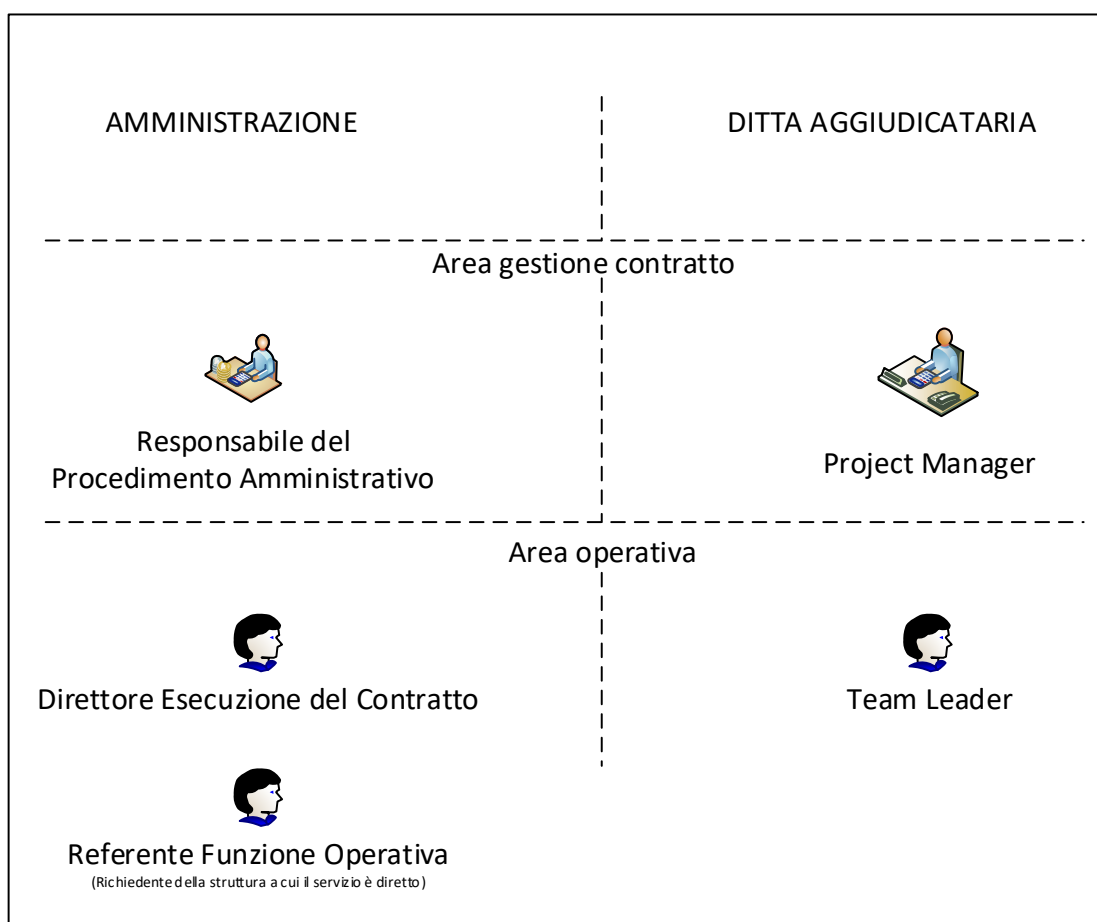 AMMINISTRAZIONE
DITTA AGGIUDICATARIA
Area gestione contratto
Responsabile del
Procedimento Amministrativo
Project Manager
Area operativa
Direttore Esecuzione del Contratto
Team Leader
Referente Funzione Operativa
(Richiedente della struttura a cui il servizio è diretto)